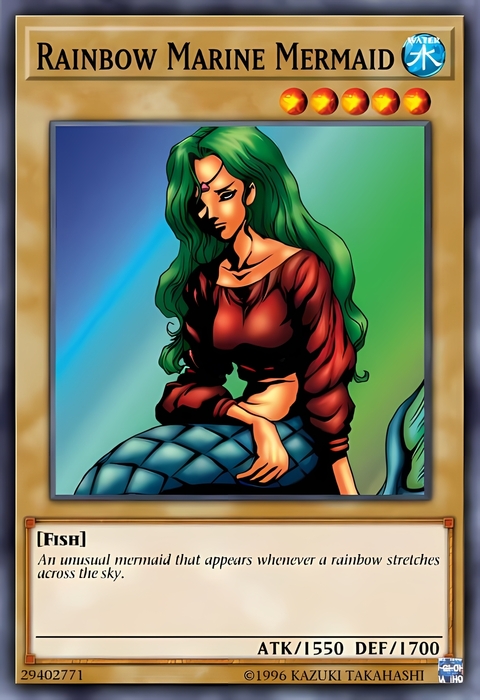 Rainbow Marine Mermaid
WATER
水
[Fish]
An unusual mermaid that appears whenever a rainbow stretches
across the sky.
ATK/1550 DEF/1700
29402771
©1996 KAZUKI TAKAHASHI